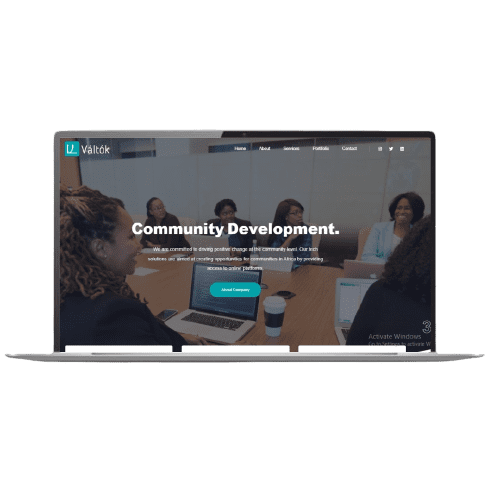 Váltók
Home About Services Portfolio Contact
Community Development.
We are committed to driving positive change at the community level. Our tech
solutions are aimed at creating opportunities for communities in Africa by providing
access to online platforms.
About Company
3
Activate Windows
Go to Settings to activate W